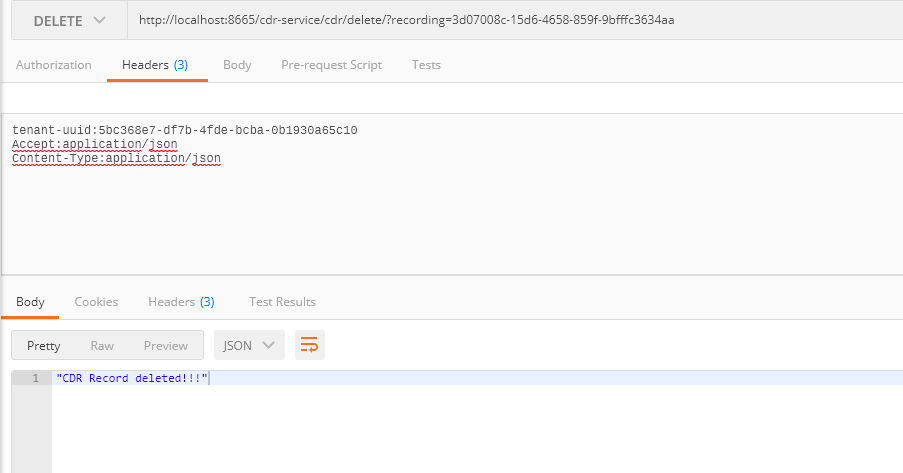 DELETE http://localhost:8665/cdr-service/cdr/delete/?recording=3d07008c-15d6-4658-859f-9bfffc3634aa
Authorization Headers (3) Body Pre-request Script Tests
tenant-uuid:5bc368e7-df7b-4fde-bcba-0b1930a65c10
Accept:application/json
Content-Type:application/json
Body Cookies Headers (3) Test Results
Pretty Raw Preview JSON
1 "CDR Record deleted!!!"